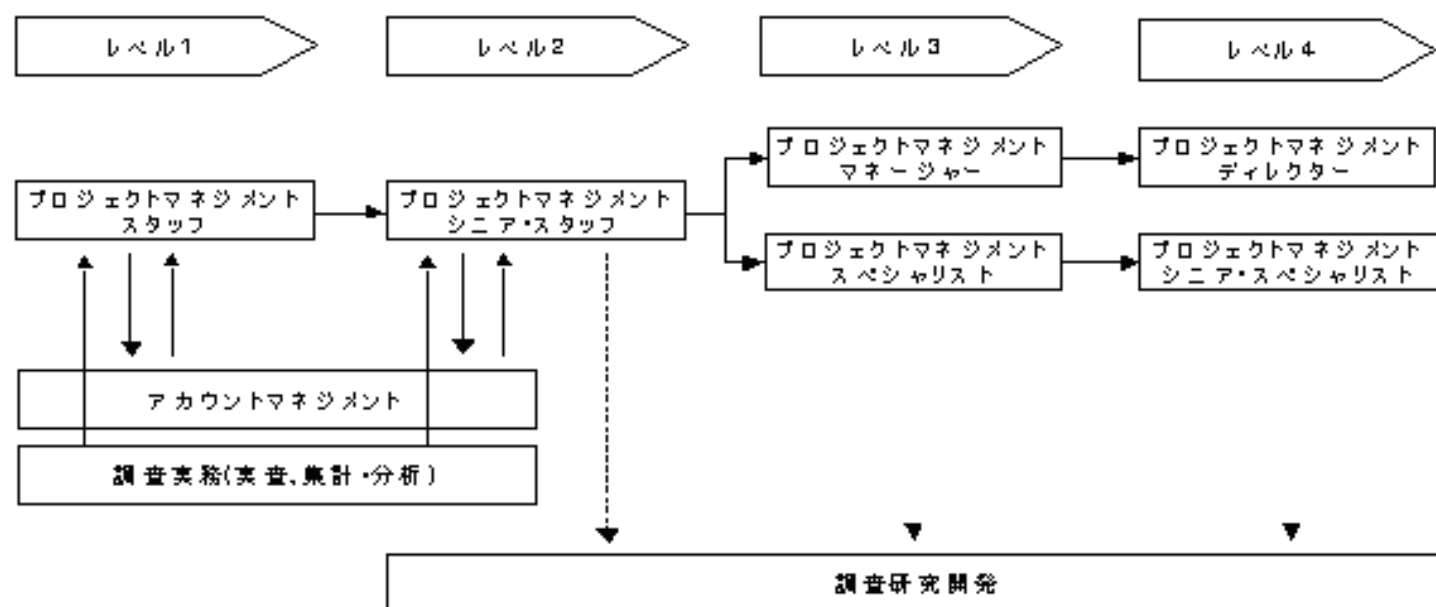 レベル1
レベル2
レベル3
レベル4
プロジェクトマネジメント
スタッフ
プロジェクトマネジメント
シニア・スタッフ
プロジェクトマネジメント
マネージャー
プロジェクトマネジメント
ディレクター
プロジェクトマネジメント
スペシャリスト
プロジェクトマネジメント
シニア・スペシャリスト
アカウントマネジメント
調査実務(実査、集計・分析)
調査研究開発